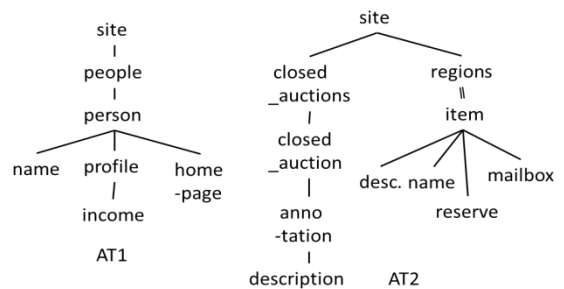 site
people
person
name profile home
-page
income
AT1
site
closed
_auctions
regions
closed
_auction
item
desc. name mailbox
reserve
anno
-tation
description
AT2